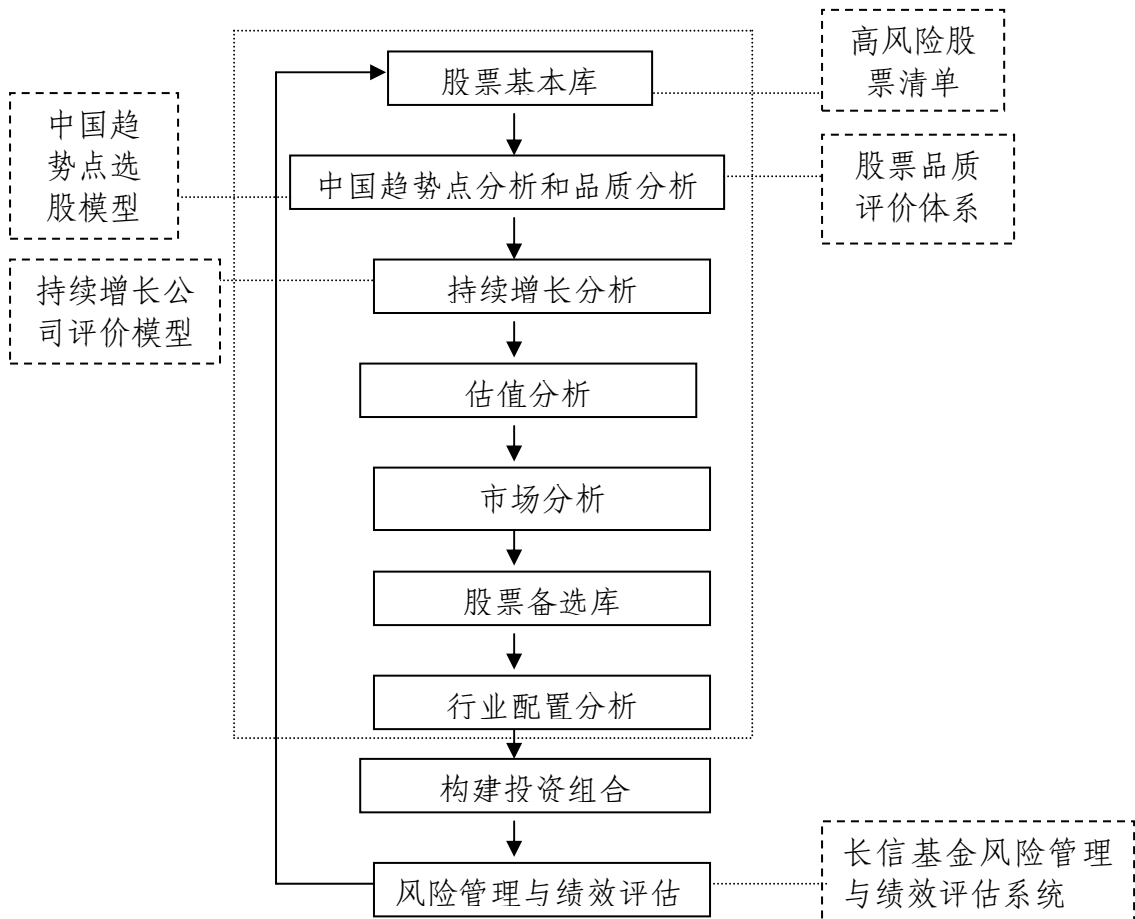 高风险股
票清单
股票基本库
中国趋
势点选
股模型
中国趋势点分析和品质分析
股票品质
评价体系
持续增长公
司评价模型
持续增长分析
估值分析
市场分析
股票备选库
行业配置分析
构建投资组合
风险管理与绩效评估
长信基金风险管理
与绩效评估系统